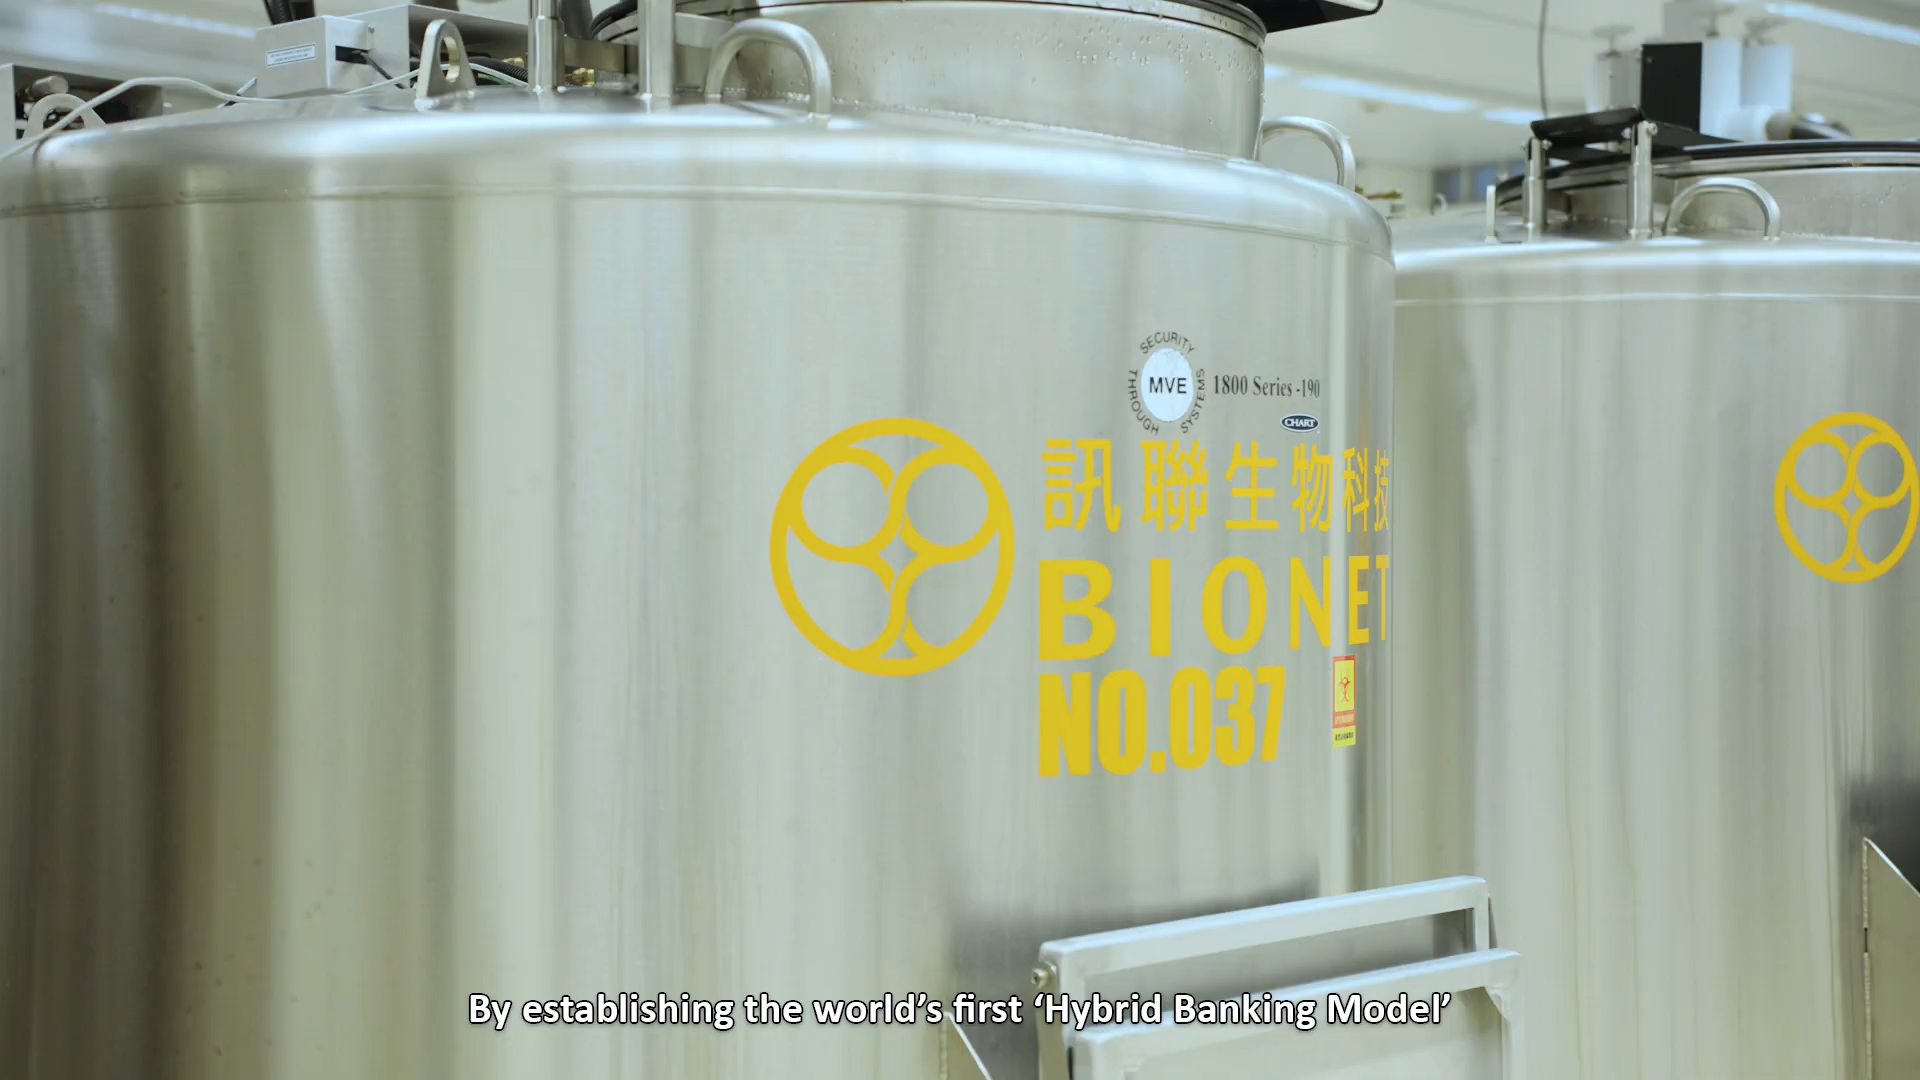 SECURITY THROUGH SYSTEMS
MVE
1800 Series -190
CHART
訊聯生物科技
BIONET
NO.037
By establishing the world's first ‘Hybrid Banking Model’